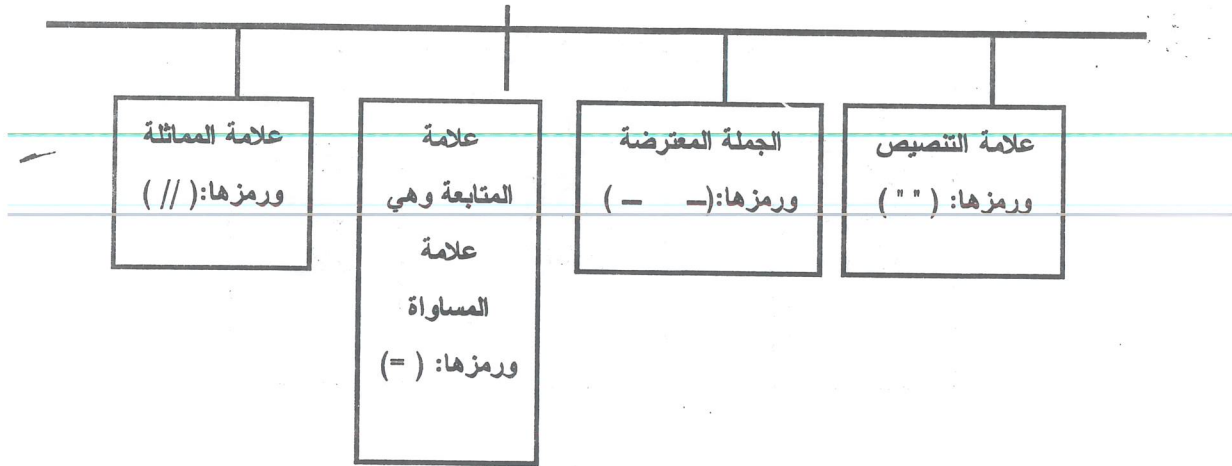 علامة التنصيص
ورمزها: ( " " )
الجملة المعترضة
ورمزها:(–    – )
علامة
المتابعة وهي
علامة
المساواة
ورمزها: ( =)
علامة المماثلة
ورمزها:( // )